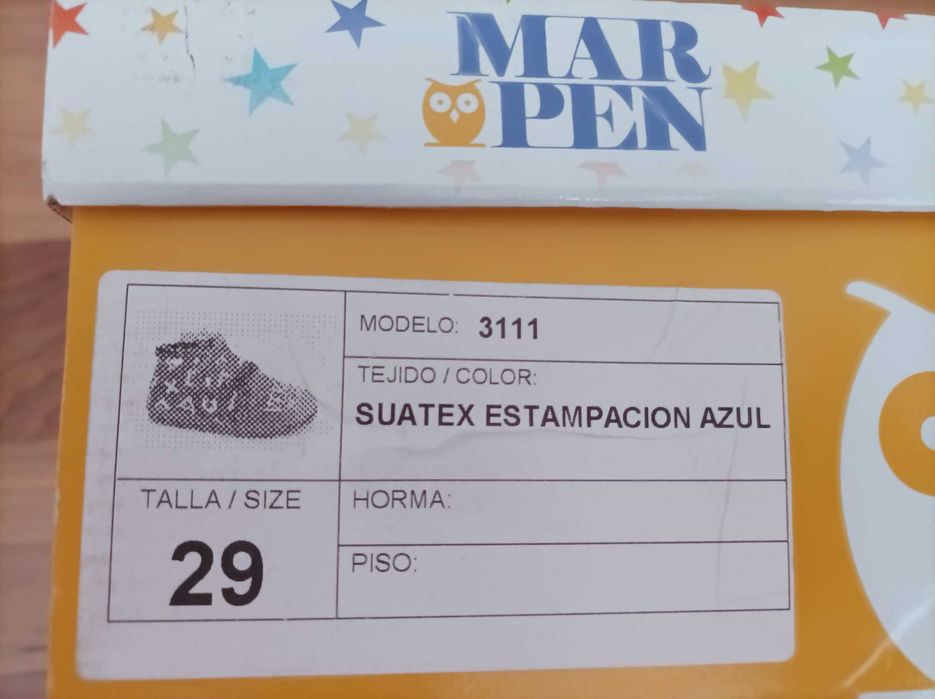 MAR
PEN
MODELO: 3111
TEJIDO / COLOR:
SUATEX ESTAMPACION AZUL
TALLA / SIZE
29
HORMA:
PISO: